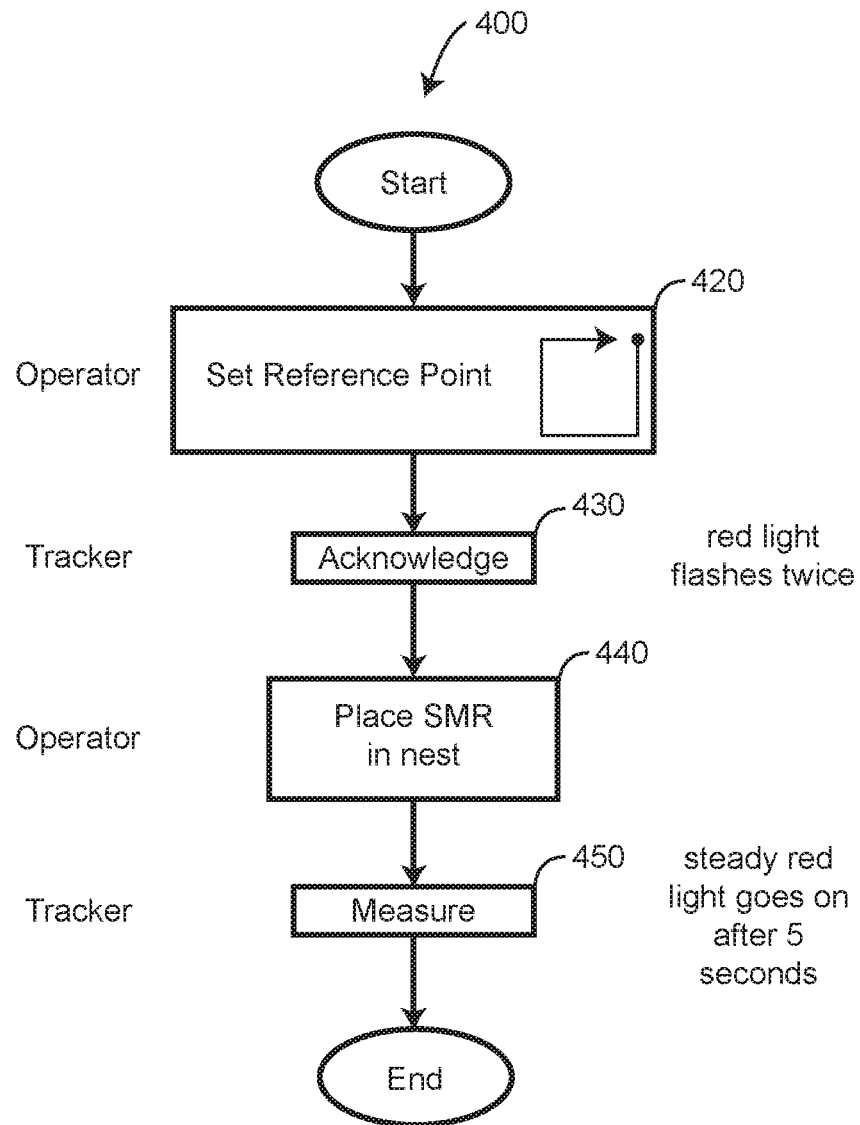 400
Start
420
Operator
Set Reference Point
430
Tracker
Acknowledge
red light
flashes twice
440
Operator
Place SMR
in nest
450
Tracker
Measure
steady red
light goes on
after 5
seconds
End